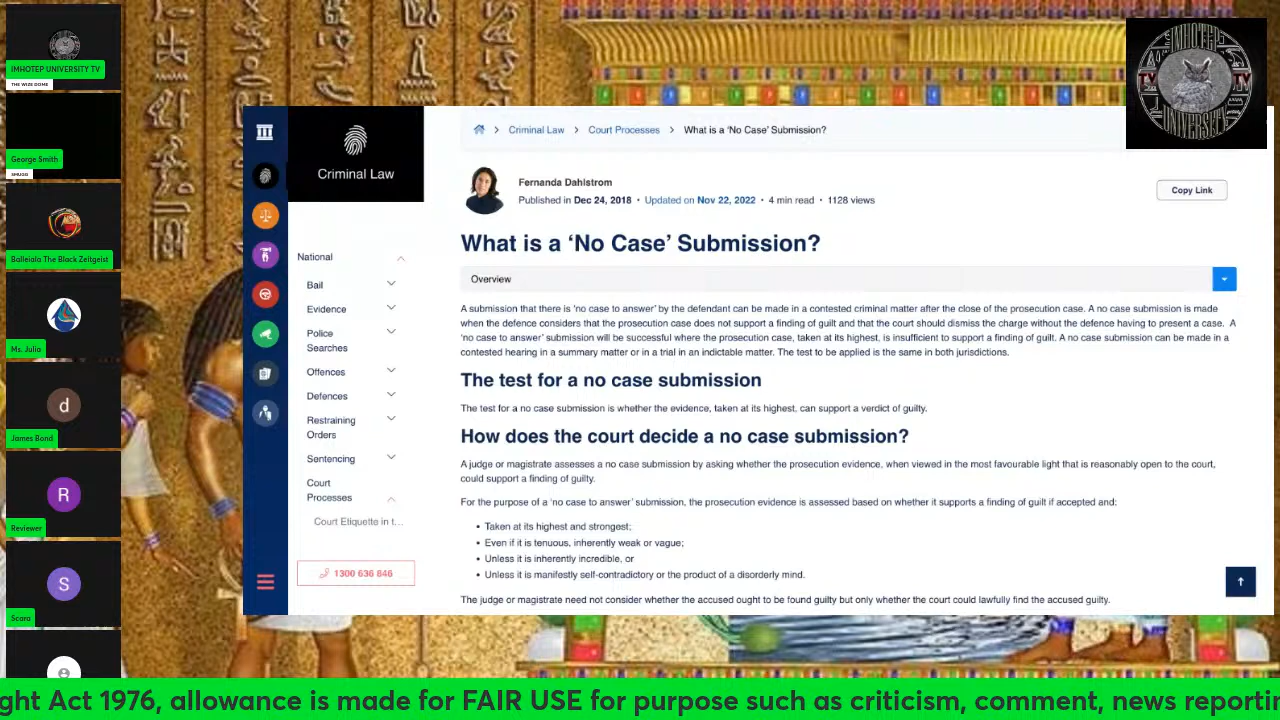 IMHOTEP UNIVERSITY TV
THE WIZE DOME
George Smith
SMUGG
Balleiala The Black Zeitgeist
Ms. Julia
d
James Bond
R
Reviewer
S
Scara
IMHOTEP
TV TV
UNIVERSITY
Criminal Law
National
Bail
Evidence
Police
Searches
Offences
Defences
Restraining
Orders
Sentencing
Court
Processes
Court Etiquette in t...
1300 636 846
Criminal Law > Court Processes > What is a ‘No Case’ Submission?
Fernanda Dahlstrom
Published in Dec 24, 2018 • Updated on Nov 22, 2022 • 4 min read • 1128 views
Copy Link
What is a ‘No Case’ Submission?
Overview
A submission that there is ‘no case to answer’ by the defendant can be made in a contested criminal matter after the close of the prosecution case. A no case submission is made
when the defence considers that the prosecution case does not support a finding of guilt and that the court should dismiss the charge without the defence having to present a case. A
‘no case to answer’ submission will be successful where the prosecution case, taken at its highest, is insufficient to support a finding of guilt. A no case submission can be made in a
contested hearing in a summary matter or in a trial in an indictable matter. The test to be applied is the same in both jurisdictions.
The test for a no case submission
The test for a no case submission is whether the evidence, taken at its highest, can support a verdict of guilty.
How does the court decide a no case submission?
A judge or magistrate assesses a no case submission by asking whether the prosecution evidence, when viewed in the most favourable light that is reasonably open to the court,
could support a finding of guilty.
For the purpose of a ‘no case to answer’ submission, the prosecution evidence is assessed based on whether it supports a finding of guilt if accepted and:
• Taken at its highest and strongest;
• Even if it is tenuous, inherently weak or vague;
• Unless it is inherently incredible, or
• Unless it is manifestly self-contradictory or the product of a disorderly mind.
The judge or magistrate need not consider whether the accused ought to be found guilty but only whether the court could lawfully find the accused guilty.
ght Act 1976, allowance is made for FAIR USE for purpose such as criticism, comment, news reportin